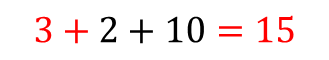 3 + 2 + 10 = 15